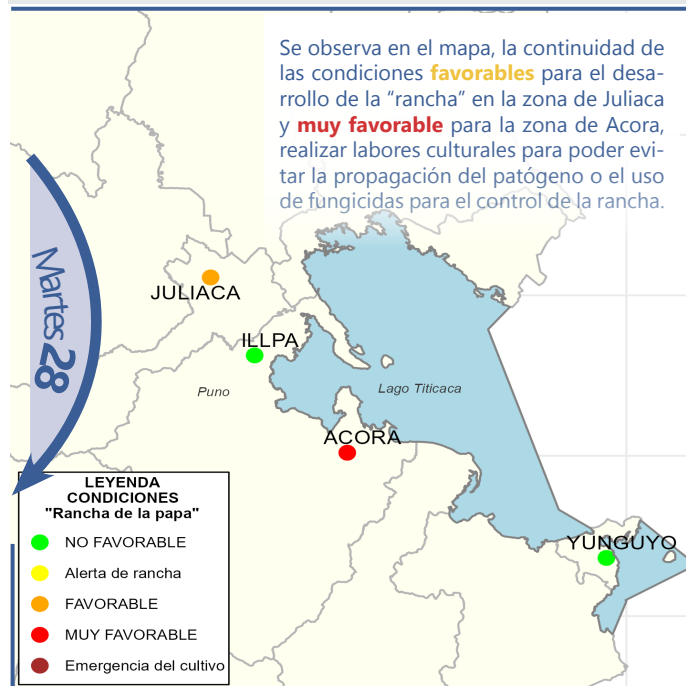 Se observa en el mapa, la continuidad de
las condiciones favorables para el desa-
rrollo de la “rancha” en la zona de Juliaca
y muy favorable para la zona de Acora,
realizar labores culturales para poder evi-
tar la propagación del patógeno o el uso
de fungicidas para el control de la rancha.
Martes 28
JULIACA
ILLPA
Puno
Lago Titicaca
ACORA
YUNGUYO
LEYENDA
CONDICIONES
"Rancha de la papa"
NO FAVORABLE
Alerta de rancha
FAVORABLE
MUY FAVORABLE
Emergencia del cultivo